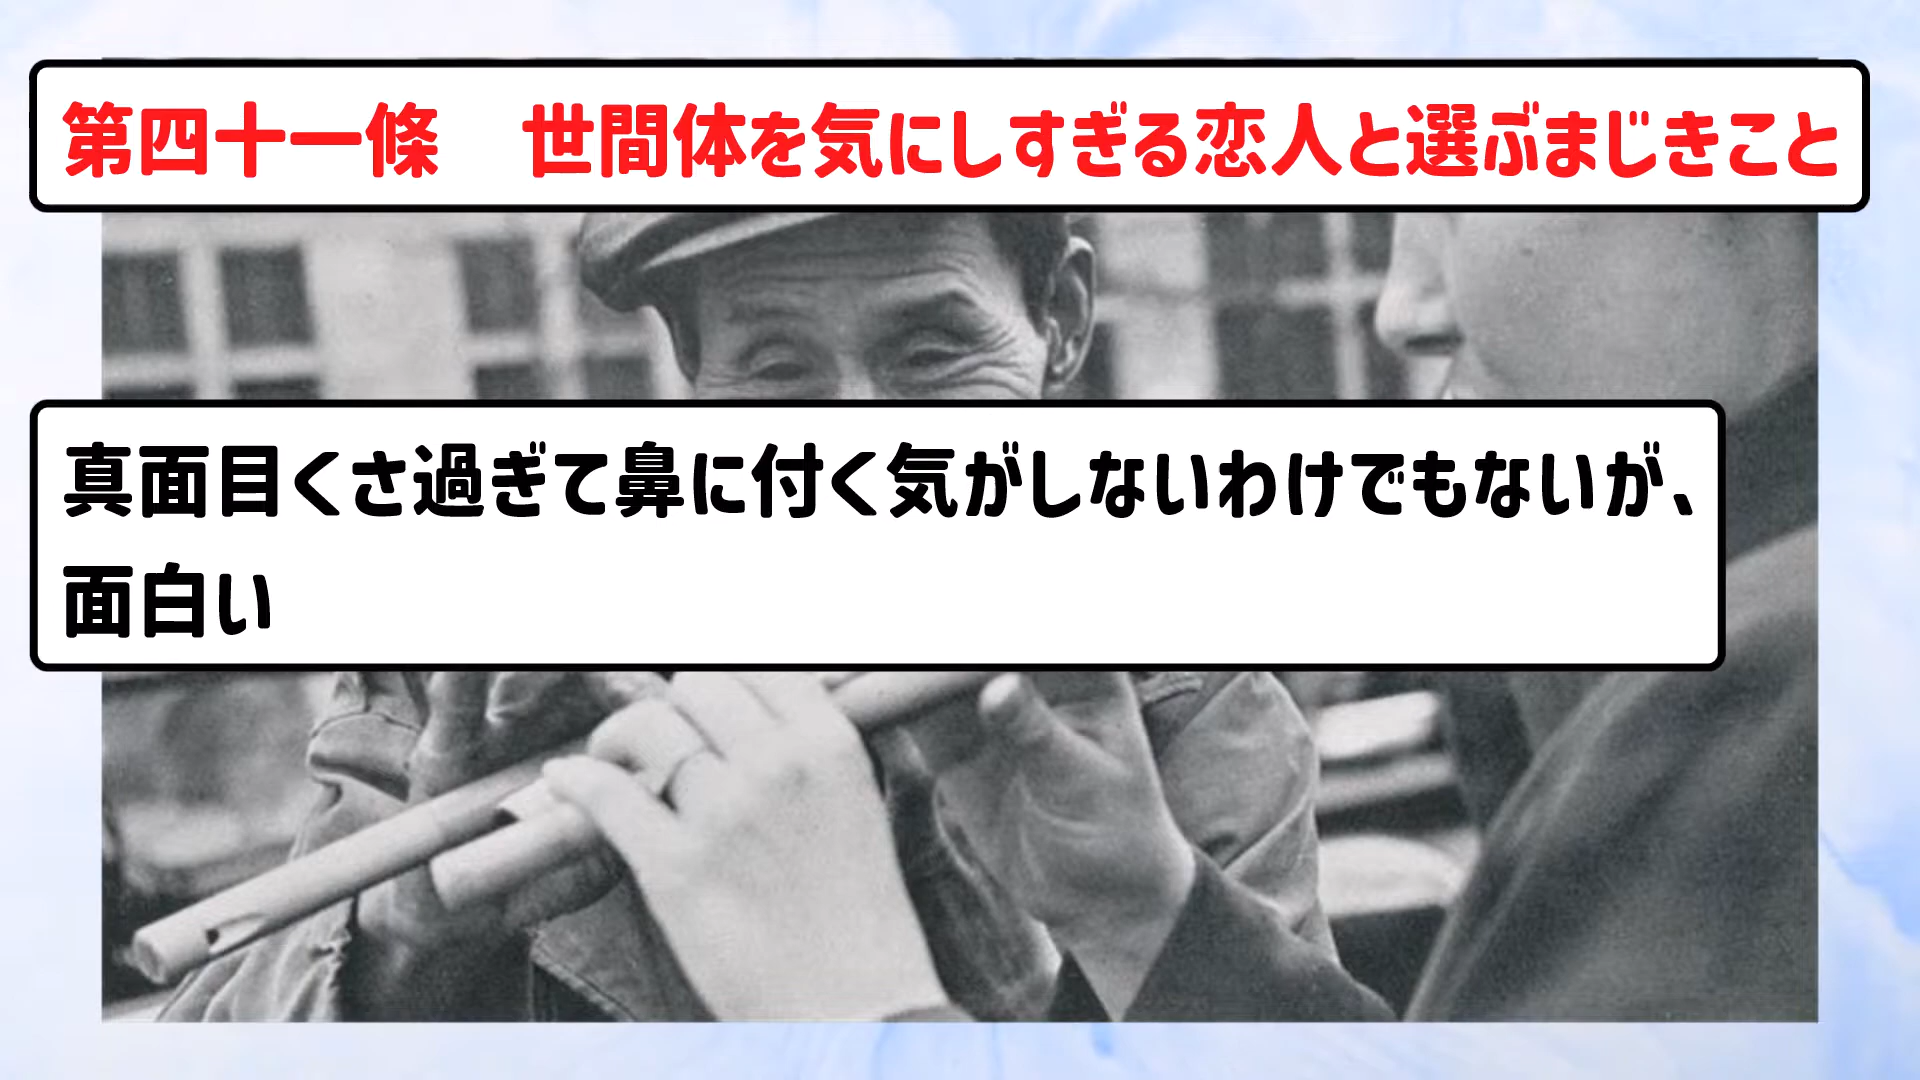 第四十一條　世間体を気にしすぎる恋人と選ぶまじきこと
真面目くさ過ぎて鼻に付く気がしないわけでもないが、
面白い